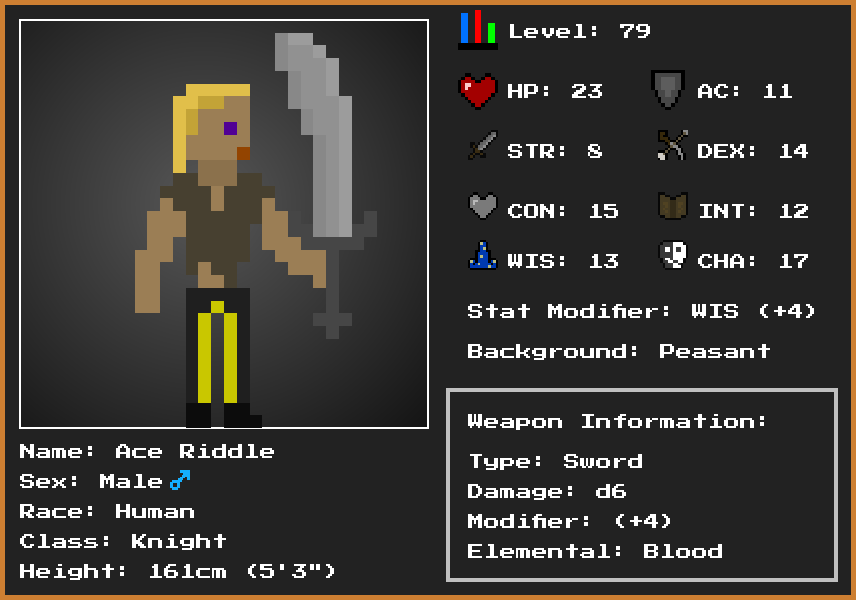 Level: 79
HP: 23 AC: 11
STR: 8 DEX: 14
CON: 15 INT: 12
WIS: 13 CHA: 17
Stat Modifier: WIS (+4)
Background: Peasant
Weapon Information:
Type: Sword
Damage: d6
Modifier: (+4)
Elemental: Blood
Name: Ace Riddle
Sex: Male ♂
Race: Human
Class: Knight
Height: 161cm (5'3")